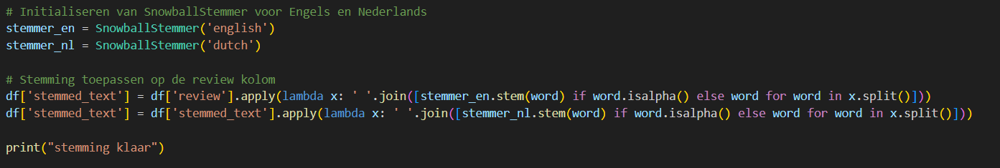 # Initialiseren van SnowballStemmer voor Engels en Nederlands
stemmer_en = SnowballStemmer('english')
stemmer_nl = SnowballStemmer('dutch')
# Stemming toepassen op de review kolom
df['stemmed_text'] = df['review'].apply(lambda x: ' '.join([stemmer_en.stem(word) if word.isalpha() else word for word in x.split()]))
df['stemmed_text'] = df['stemmed_text'].apply(lambda x: ' '.join([stemmer_nl.stem(word) if word.isalpha() else word for word in x.split()]))
print("stemming klaar")